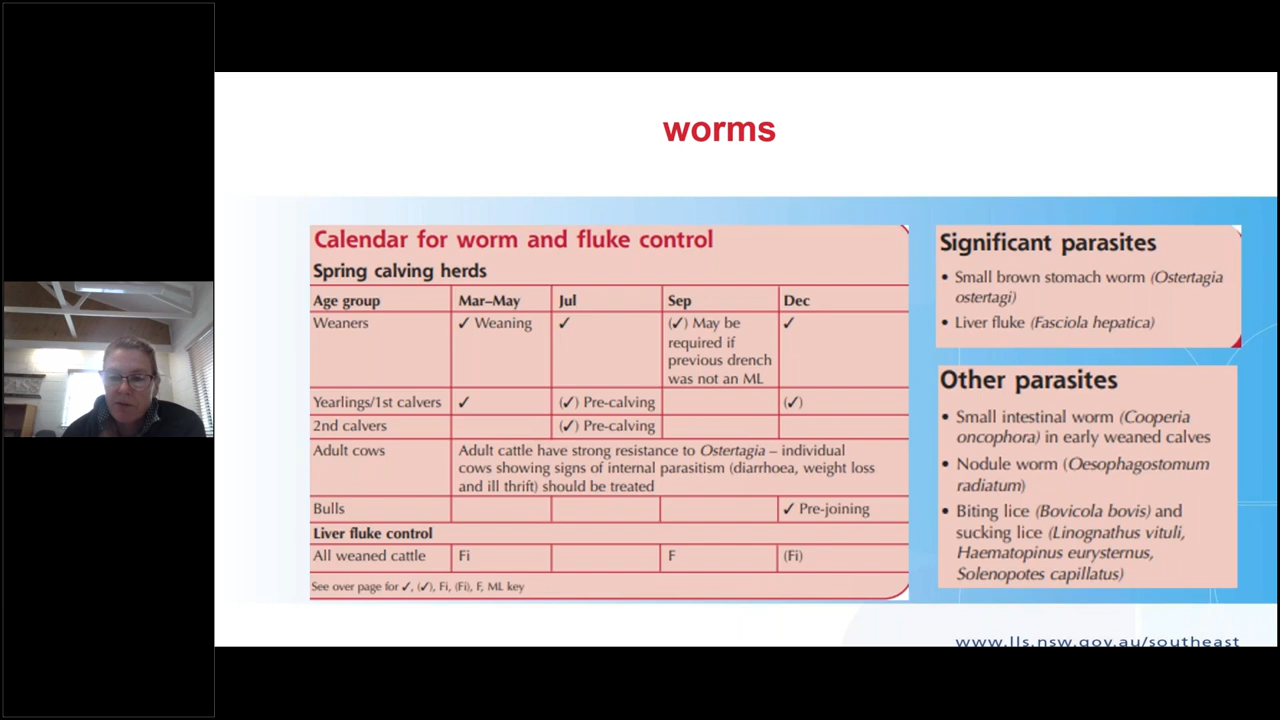 worms
Calendar for worm and fluke control
Spring calving herds
Age group Mar–May Jul Sep Dec
Weaners ✓ Weaning ✓ (✓) May be required if previous drench was not an ML ✓
Yearlings/1st calvers ✓ (✓) Pre-calving (✓)
2nd calvers (✓) Pre-calving
Adult cows Adult cattle have strong resistance to Ostertagia – individual
cows showing signs of internal parasitism (diarrhoea, weight loss
and ill thrift) should be treated
Bulls ✓ Pre-joining
Liver fluke control
All weaned cattle Fi F (Fi)
See over page for ✓, (✓), Fi, (Fi), F, ML key
Significant parasites
• Small brown stomach worm (Ostertagia
ostertagi)
• Liver fluke (Fasciola hepatica)
Other parasites
• Small intestinal worm (Cooperia
oncophora) in early weaned calves
• Nodule worm (Oesophagostomum
radiatum)
• Biting lice (Bovicola bovis) and
sucking lice (Linognathus vituli,
Haematopinus eurysternus,
Solenopotes capillatus)
www.lls.nsw.gov.au/southeast